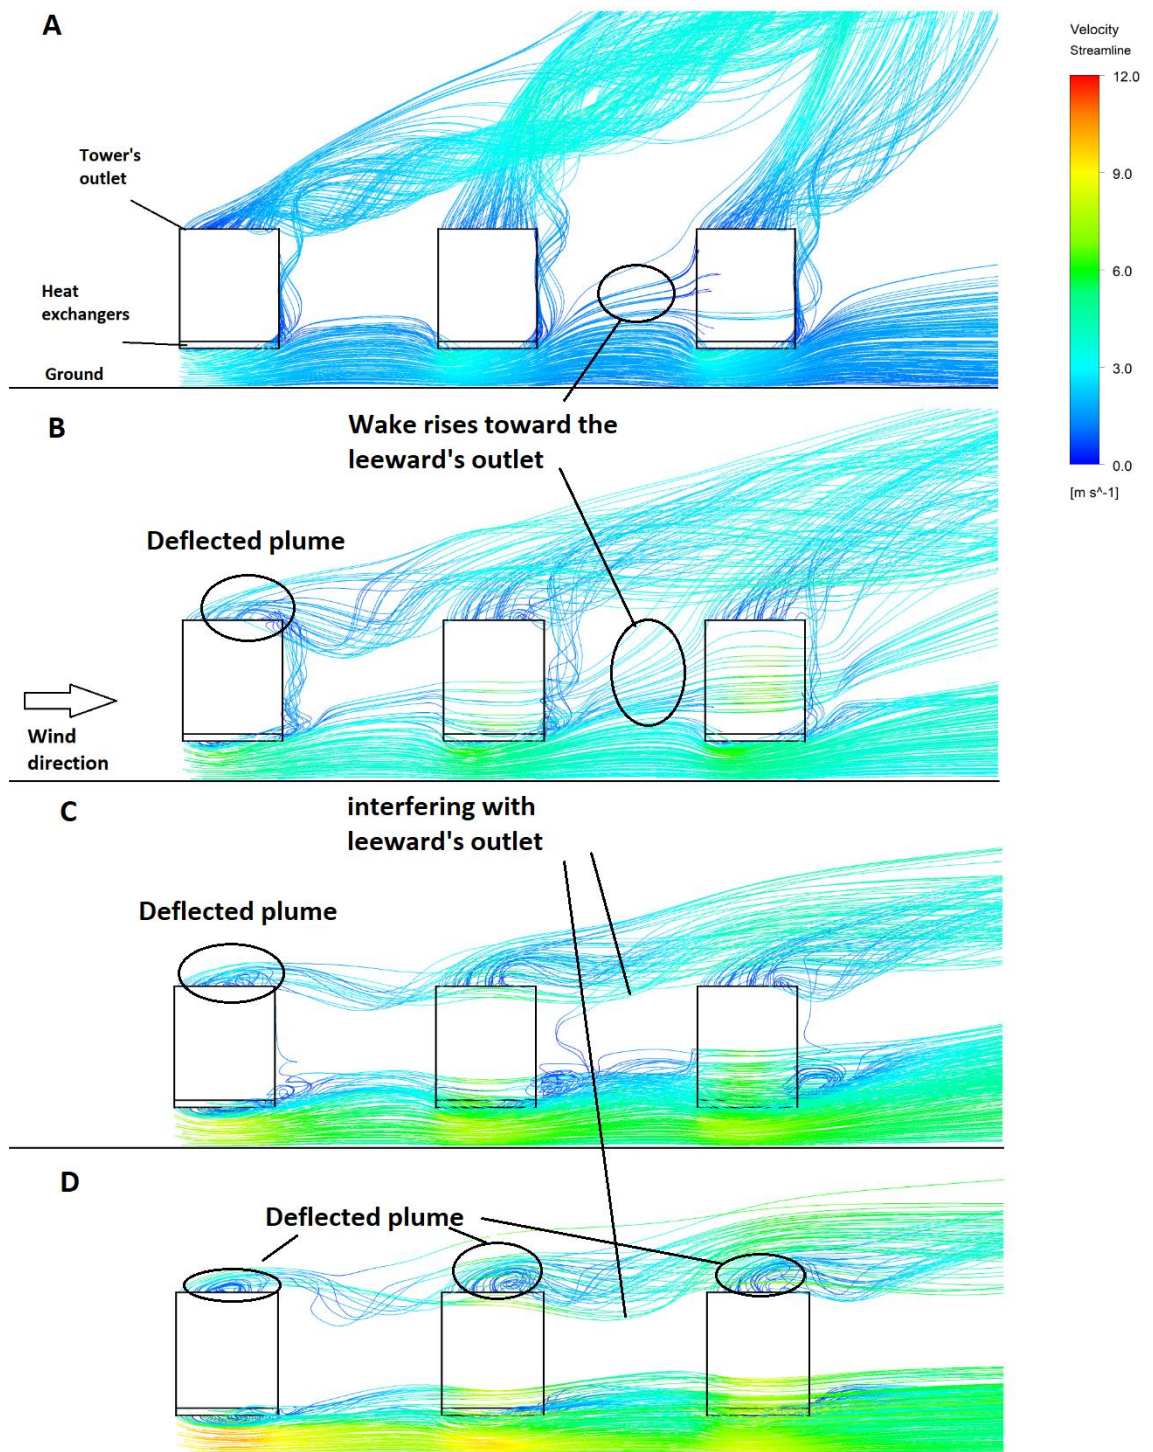 A
Velocity
Streamline
12.0
9.0
6.0
3.0
0.0
[m s^-1]
Tower's
outlet
Heat
exchangers
Ground
B
Wake rises toward the
leeward's outlet
Deflected plume
Wind
direction
C
interfering with
leeward's outlet
Deflected plume
D
Deflected plume